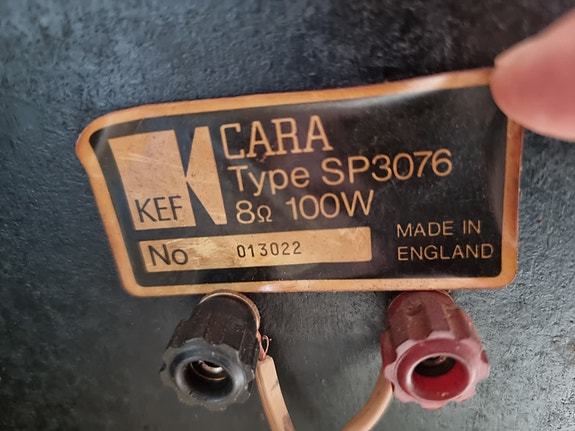 KEF
CARA
Type SP3076
8Ω 100W
No 013022
MADE IN
ENGLAND